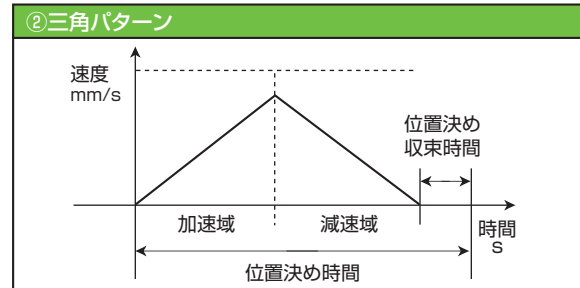 ②三角パターン
速度
mm/s
位置決め
収束時間
加速域
減速域
時間
s
位置決め時間